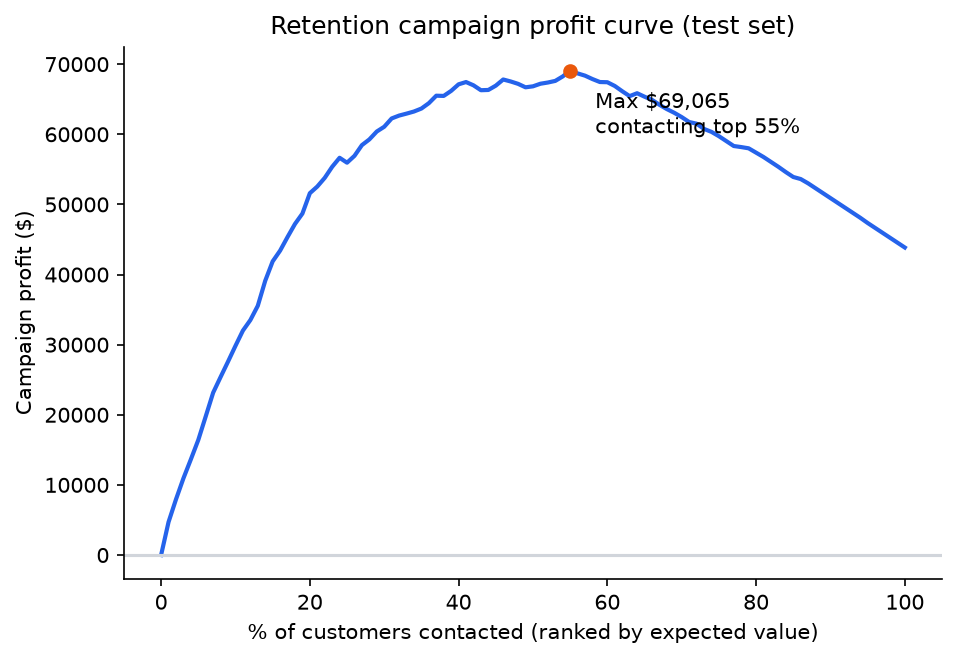 Retention campaign profit curve (test set)
Campaign profit ($)
70000
60000
50000
40000
30000
20000
10000
0
Max $69,065
contacting top 55%
0 20 40 60 80 100
% of customers contacted (ranked by expected value)